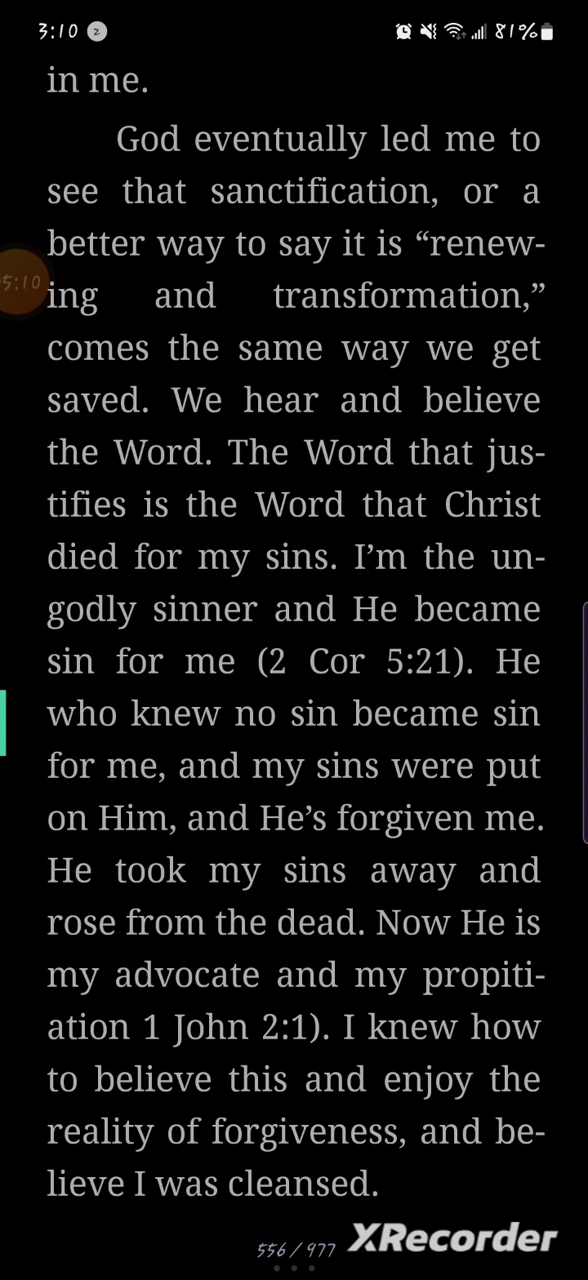 3:10 2 81%
in me.
God eventually led me to
see that sanctification, or a
better way to say it is “renew-
5:10
ing and transformation,”
comes the same way we get
saved. We hear and believe
the Word. The Word that jus-
tifies is the Word that Christ
died for my sins. I’m the un-
godly sinner and He became
sin for me (2 Cor 5:21). He
who knew no sin became sin
for me, and my sins were put
on Him, and He’s forgiven me.
He took my sins away and
rose from the dead. Now He is
my advocate and my propiti-
ation 1 John 2:1). I knew how
to believe this and enjoy the
reality of forgiveness, and be-
lieve I was cleansed.
556/977 XRecorder